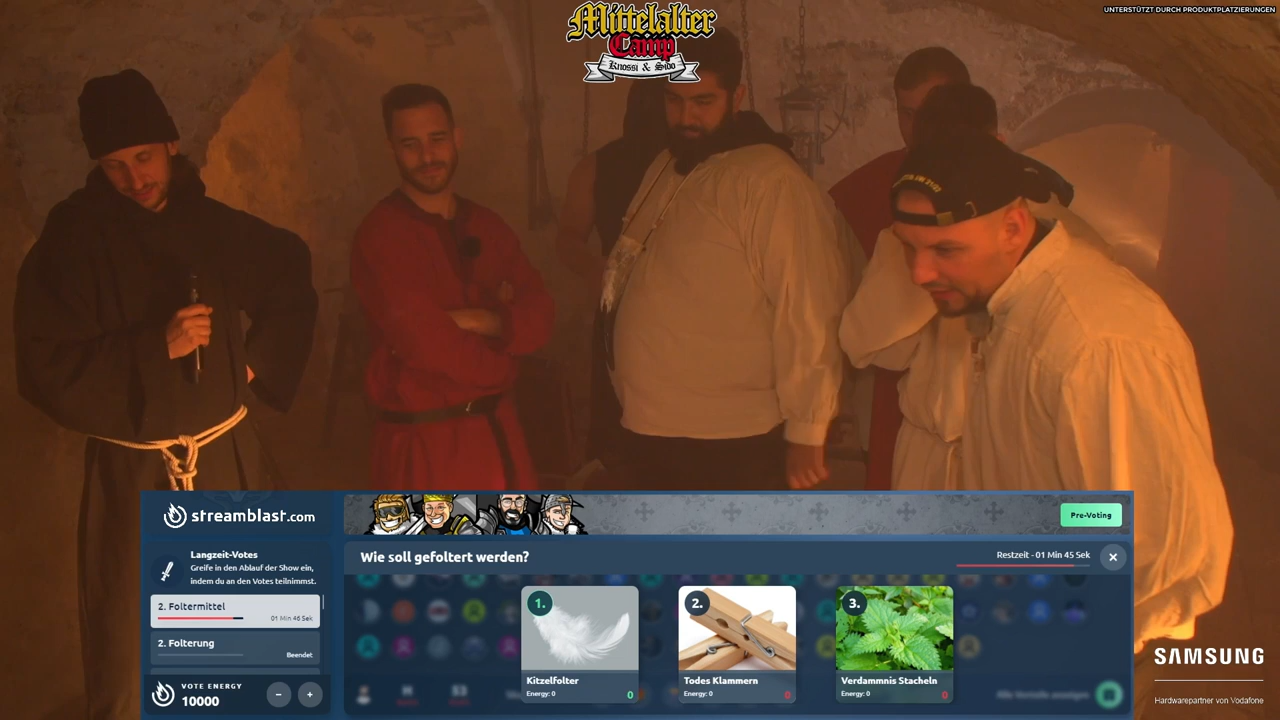 UNTERSTÜTZT DURCH PRODUKTPLATZIERUNGEN
Mittelalter
Camp
Knossi & Sido
streamblast.com
Pre-Voting
Langzeit-Votes
Greife in den Ablauf der Show ein,
indem du an den Votes teilnimmst.
2. Foltermittel
01 Min 46 Sek
2. Folterung
Beendet
VOTE ENERGY
10000
−
+
Wie soll gefoltert werden?
Restzeit - 01 Min 45 Sek
×
1.
Kitzelfolter
Energy: 0
0
2.
Todes Klammern
Energy: 0
0
3.
Verdammnis Stacheln
Energy: 0
0
SAMSUNG
Hardwarepartner von Vodafone